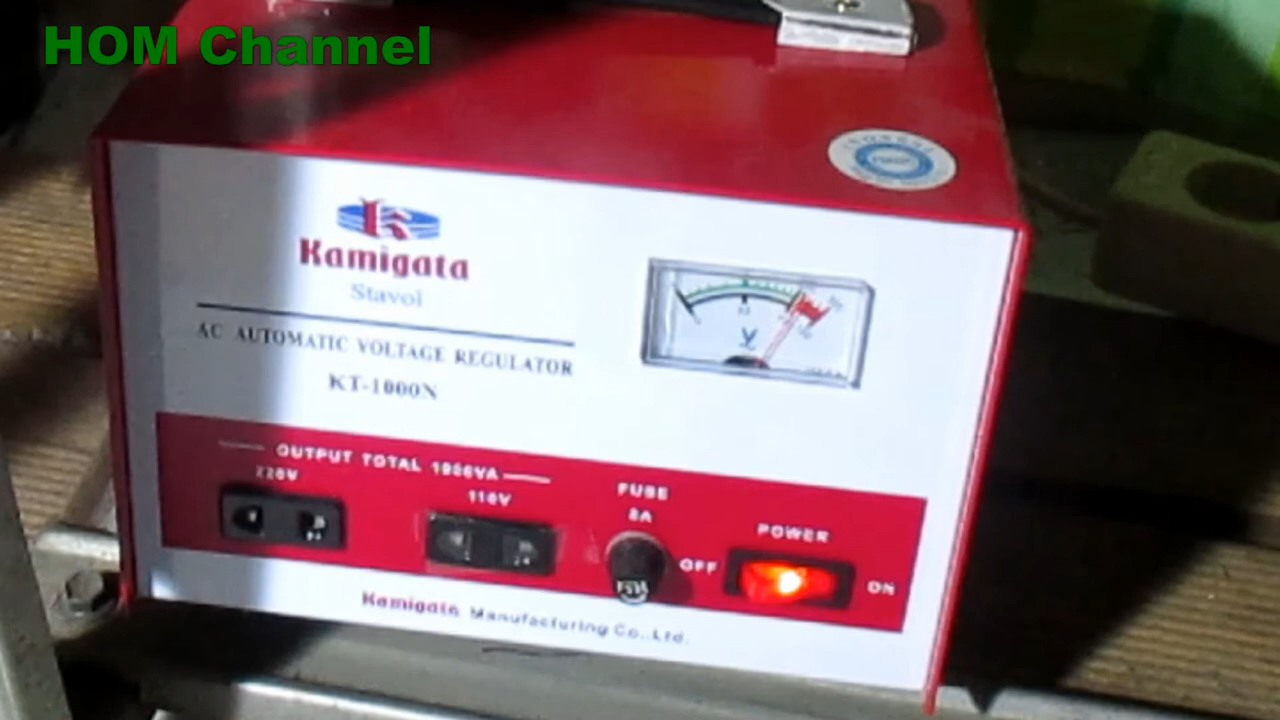 HOM Channel
Kamigata
Stavol
AC AUTOMATIC VOLTAGE REGULATOR
KT-1000N
OUTPUT TOTAL 1000VA
220V
110V
FUSE
8A
POWER
OFF
ON
V
Kamigata Manufacturing Co.,Ltd.